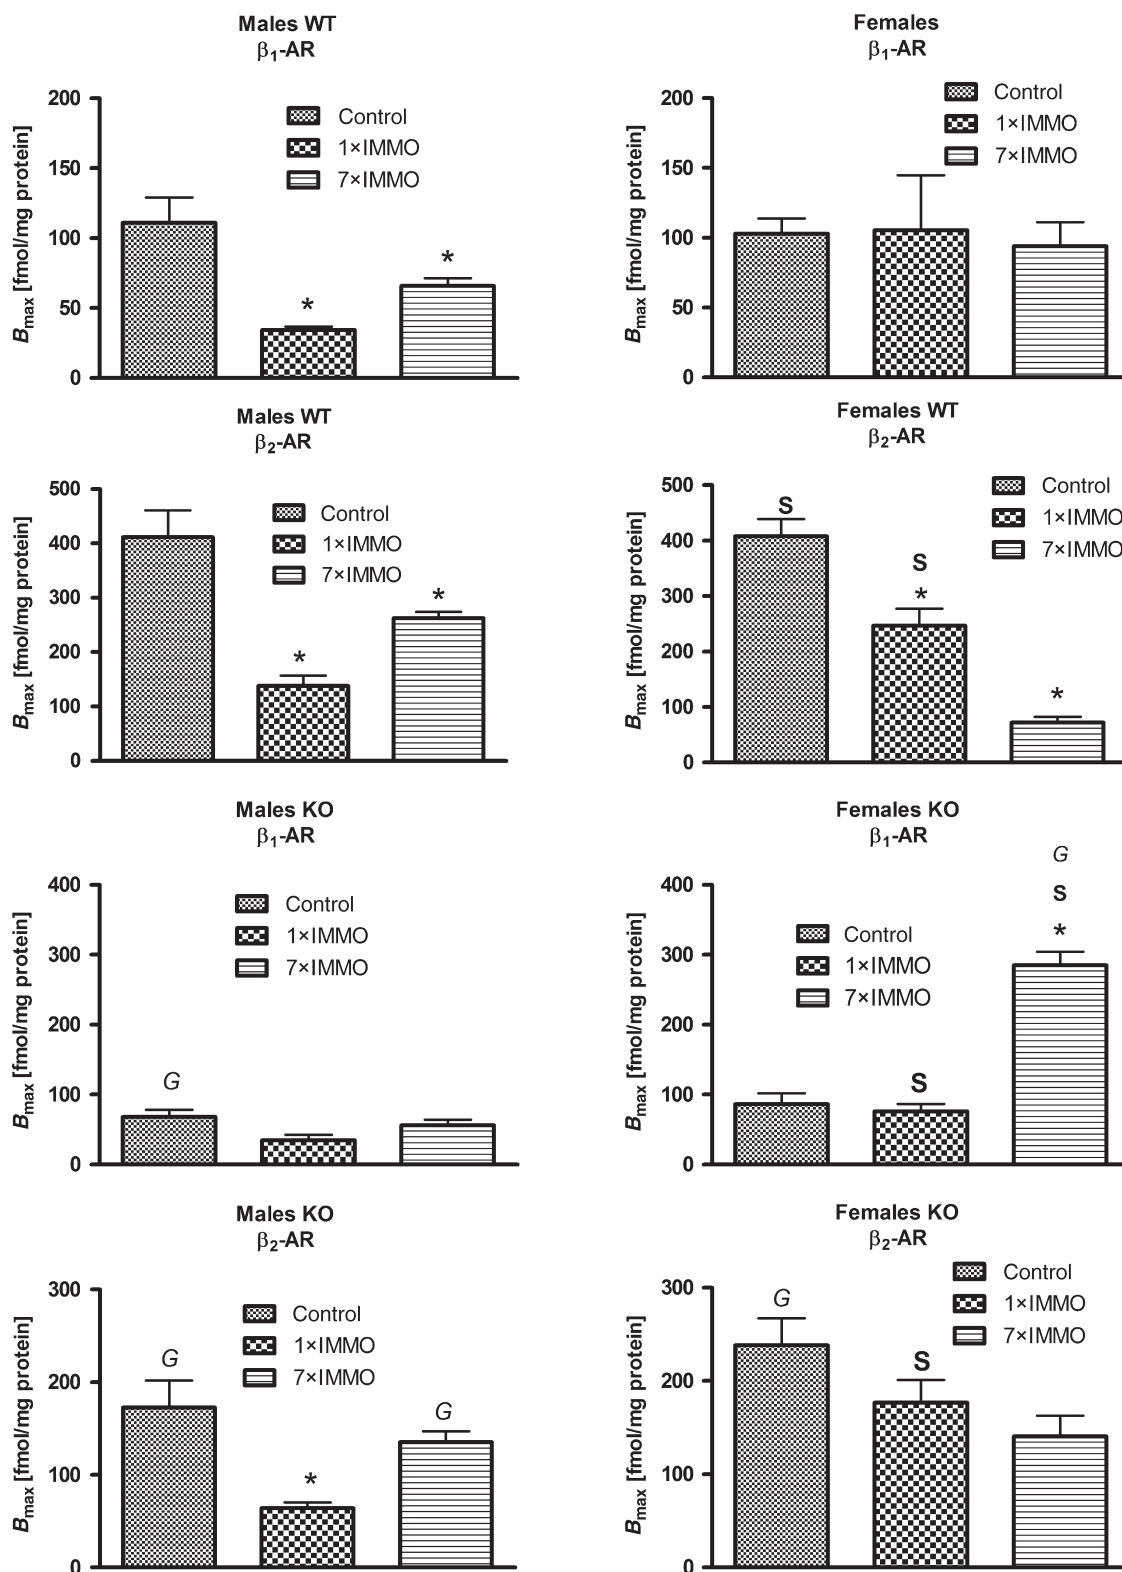 Males WT
β1-AR
200
150
100
50
0
Bmax [fmol/mg protein]
Control
1×IMMO
7×IMMO
*
*
Females
β1-AR
200
150
100
50
0
Bmax [fmol/mg protein]
Control
1×IMMO
7×IMMO
Males WT
β2-AR
500
400
300
200
100
0
Bmax [fmol/mg protein]
Control
1×IMMO
7×IMMO
*
*
Females WT
β2-AR
500
400
300
200
100
0
Bmax [fmol/mg protein]
Control
1×IMMO
7×IMMO
S
S
*
*
Males KO
β1-AR
400
300
200
100
0
Bmax [fmol/mg protein]
Control
1×IMMO
7×IMMO
G
Females KO
β1-AR
400
300
200
100
0
Bmax [fmol/mg protein]
Control
1×IMMO
7×IMMO
S
G
S
*
Males KO
β2-AR
300
200
100
0
Bmax [fmol/mg protein]
Control
1×IMMO
7×IMMO
G
*
G
Females KO
β2-AR
300
200
100
0
Bmax [fmol/mg protein]
Control
1×IMMO
7×IMMO
G
S